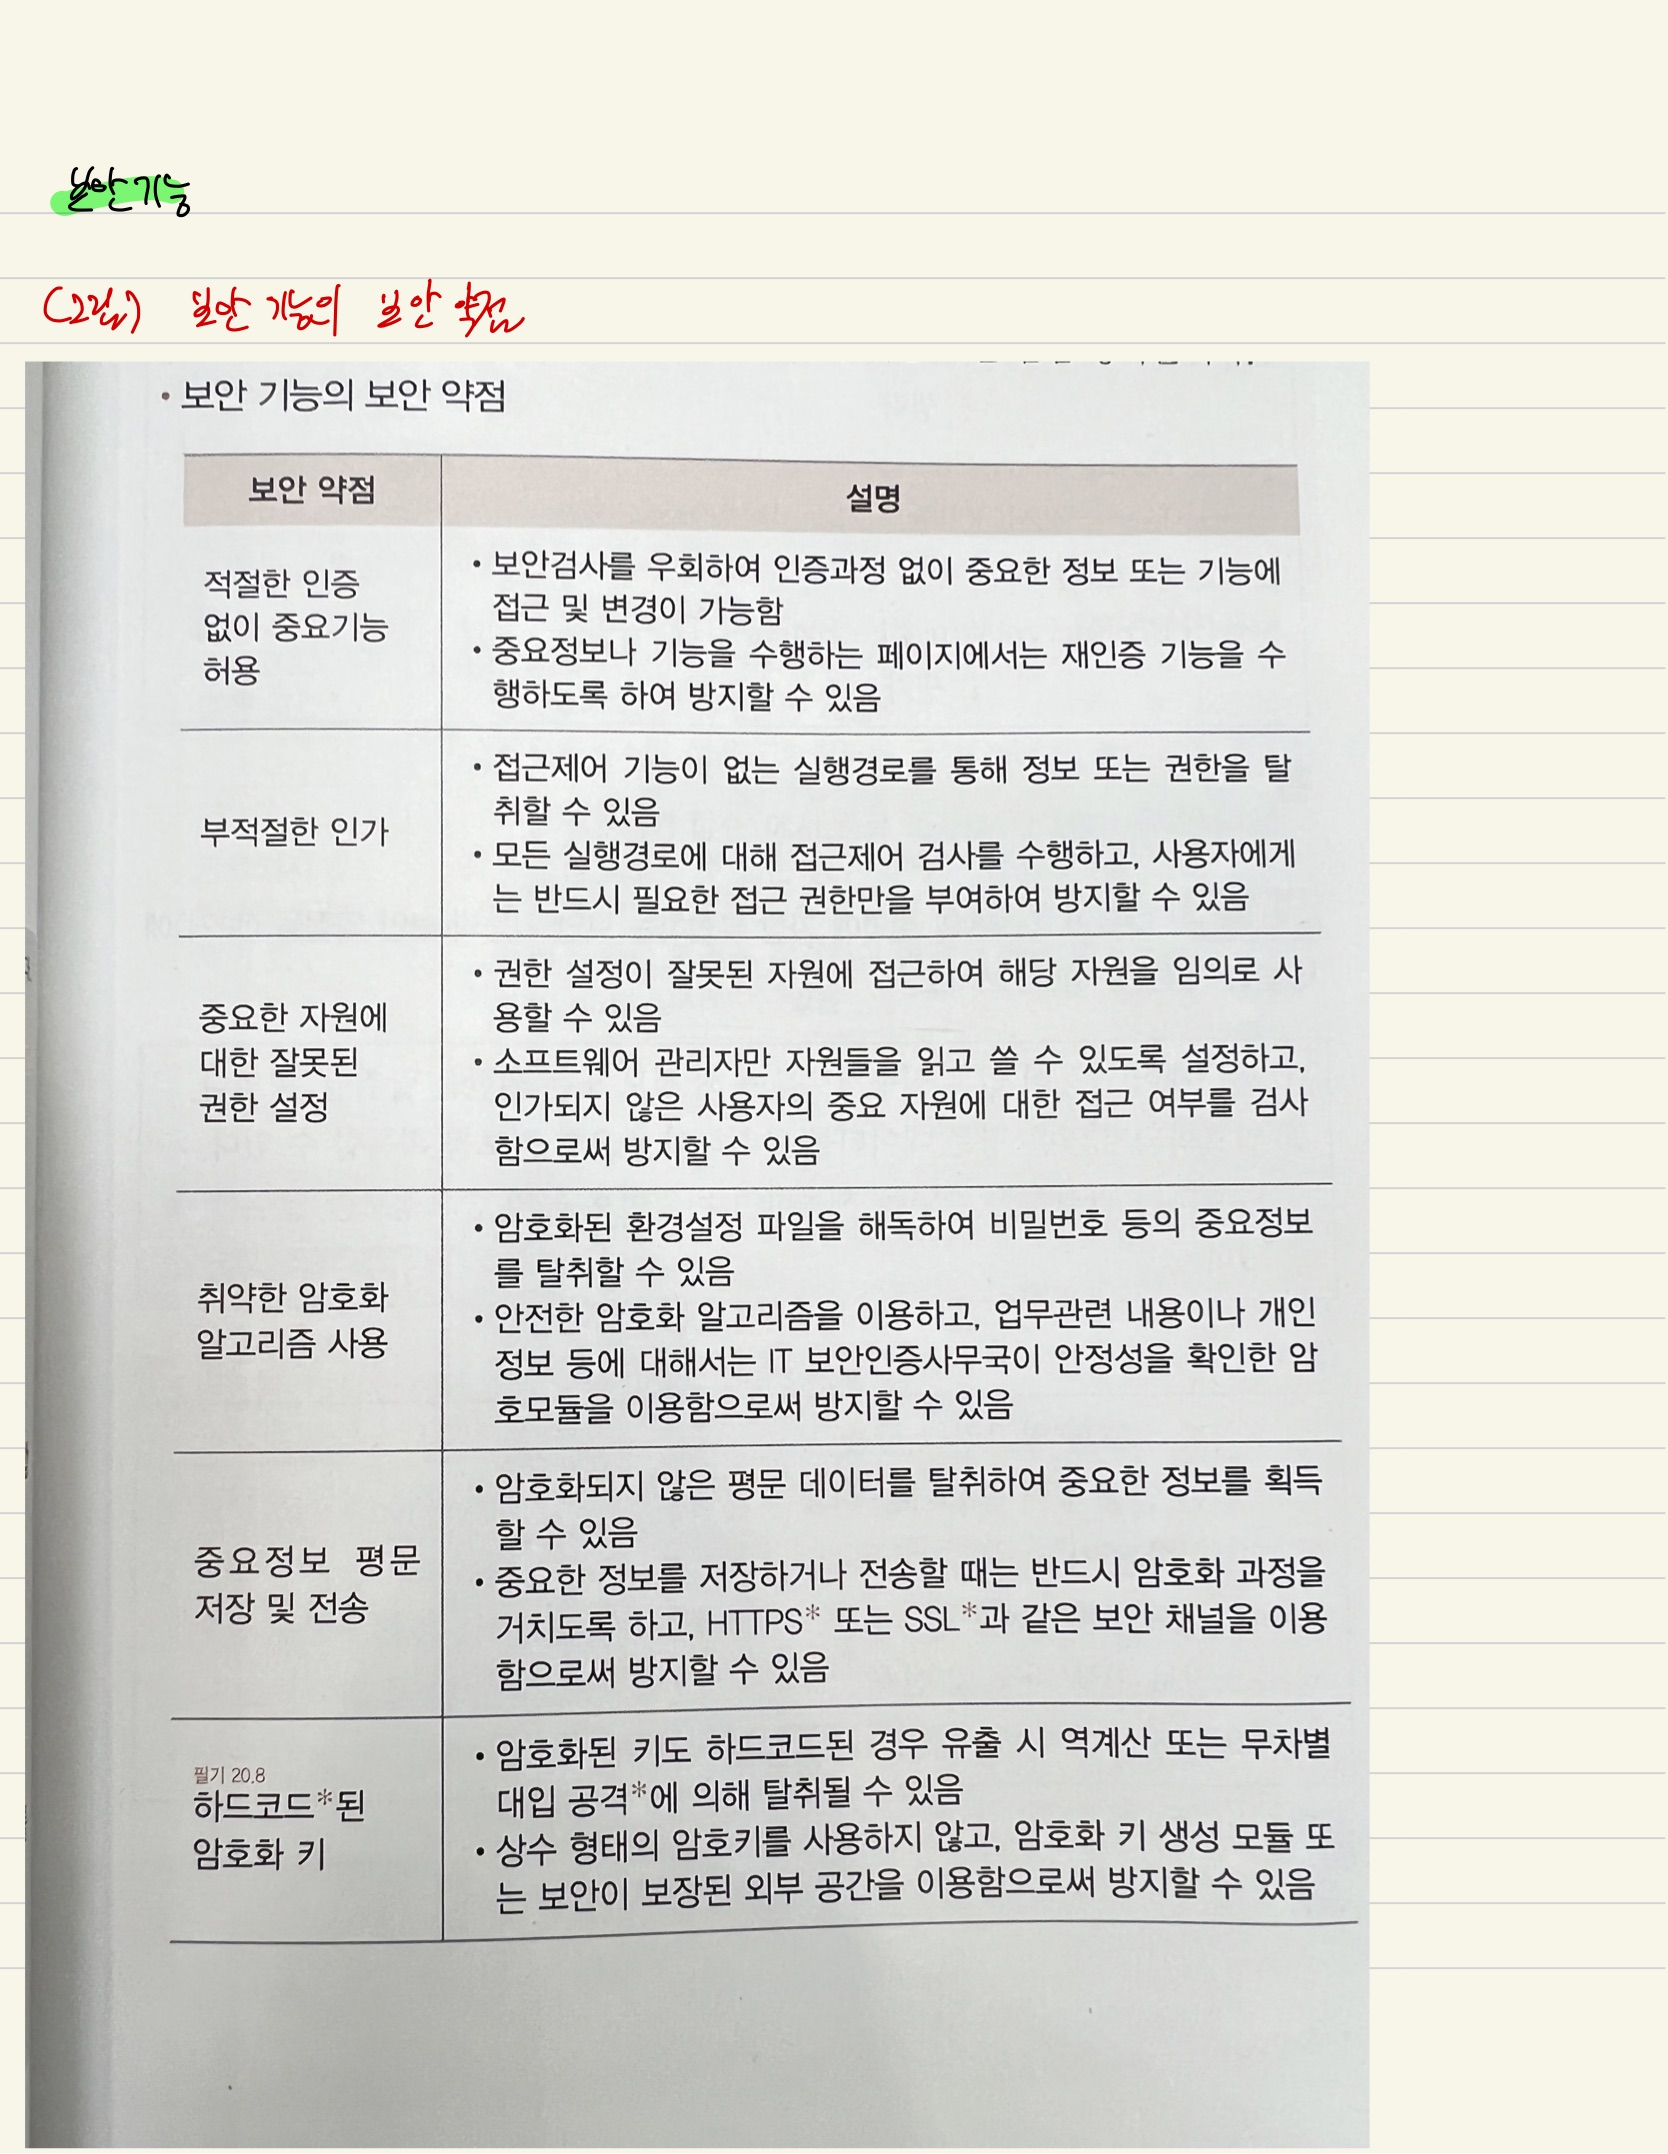 보안기능
(그림) 보안 기능의 보안 약점
• 보안 기능의 보안 약점
보안 약점
설명
적절한 인증
없이 중요기능
허용
• 보안검사를 우회하여 인증과정 없이 중요한 정보 또는 기능에
접근 및 변경이 가능함
• 중요정보나 기능을 수행하는 페이지에서는 재인증 기능을 수
행하도록 하여 방지할 수 있음
부적절한 인가
• 접근제어 기능이 없는 실행경로를 통해 정보 또는 권한을 탈
취할 수 있음
• 모든 실행경로에 대해 접근제어 검사를 수행하고, 사용자에게
는 반드시 필요한 접근 권한만을 부여하여 방지할 수 있음
중요한 자원에
대한 잘못된
권한 설정
• 권한 설정이 잘못된 자원에 접근하여 해당 자원을 임의로 사
용할 수 있음
• 소프트웨어 관리자만 자원들을 읽고 쓸 수 있도록 설정하고,
인가되지 않은 사용자의 중요 자원에 대한 접근 여부를 검사
함으로써 방지할 수 있음
취약한 암호화
알고리즘 사용
• 암호화된 환경설정 파일을 해독하여 비밀번호 등의 중요정보
를 탈취할 수 있음
• 안전한 암호화 알고리즘을 이용하고, 업무관련 내용이나 개인
정보 등에 대해서는 IT 보안인증사무국이 안정성을 확인한 암
호모듈을 이용함으로써 방지할 수 있음
중요정보 평문
저장 및 전송
• 암호화되지 않은 평문 데이터를 탈취하여 중요한 정보를 획득
할 수 있음
• 중요한 정보를 저장하거나 전송할 때는 반드시 암호화 과정을
거치도록 하고, HTTPS* 또는 SSL*과 같은 보안 채널을 이용
함으로써 방지할 수 있음
필기 20.8
하드코드*된
암호화 키
• 암호화된 키도 하드코드된 경우 유출 시 역계산 또는 무차별
대입 공격*에 의해 탈취될 수 있음
• 상수 형태의 암호키를 사용하지 않고, 암호화 키 생성 모듈 또
는 보안이 보장된 외부 공간을 이용함으로써 방지할 수 있음